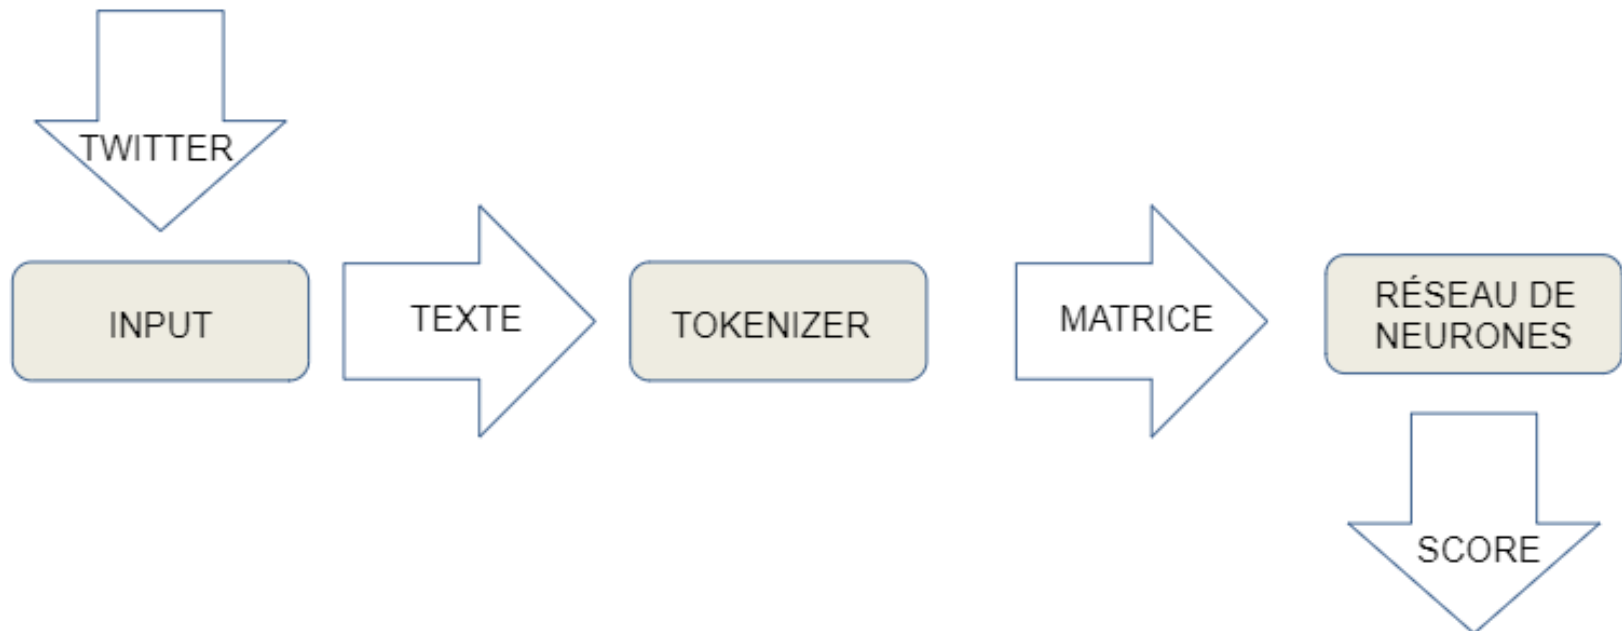 TWITTER
INPUT
TEXTE
TOKENIZER
MATRICE
RÉSEAU DE
NEURONES
SCORE